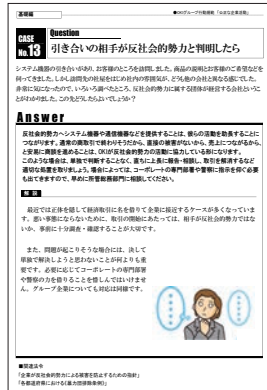 基礎編
●OKIグループ行動規範 「公正な企業活動」
CASE
No.13
Question
引き合いの相手が反社会的勢力と判明したら
システム機器の引き合いがあり、お客様のところを訪問しました。商品の説明とお客様のご希望などを
伺ってきました。しかし訪問先の社屋をはじめ社内の雰囲気が、どうも他の会社と異なる感じでした。
非常に気になったので、いろいろ調べたところ、反社会的勢力に属する団体が経営する会社というこ
とがわかりました。この先どうしたらよいでしょうか?
Answer
反社会的勢力へシステム機器や通信機器などを提供することは、彼らの活動を助長することに
つながります。通常の商取引で終わりそうだから、直接の被害がないから、売上につながるから、
と安易に商談を進めることは、OKIが反社会的勢力の活動に協力している形になります。
このような場合は、単独で判断することなく、直ちに上長に報告・相談し、取引を解消するなど
適切な処置を取りましょう。場合によっては、コーポレートの専門部署や警察に指示を仰ぐ必要
も出てきますので、早めに所管総務部門に相談してください。
解 説
最近では正体を隠して経済取引に名を借りて企業に接近するケースが多くなっていま
す。悪い事態にならないために、取引の開始にあたっては、相手が反社会的勢力ではな
いか、事前に十分調査・確認することが大切です。
また、問題が起こりそうな場合には、決して
単独で解決しようと思わないことが何よりも重
要です。必要に応じてコーポレートの専門部署
や警察の力を借りることを惜しんではいけませ
ん。グループ企業についても対応は同様です。
■関連法令
「企業が反社会的勢力による被害を防止するための指針」
「各都道府県における(暴力団排除条例)」